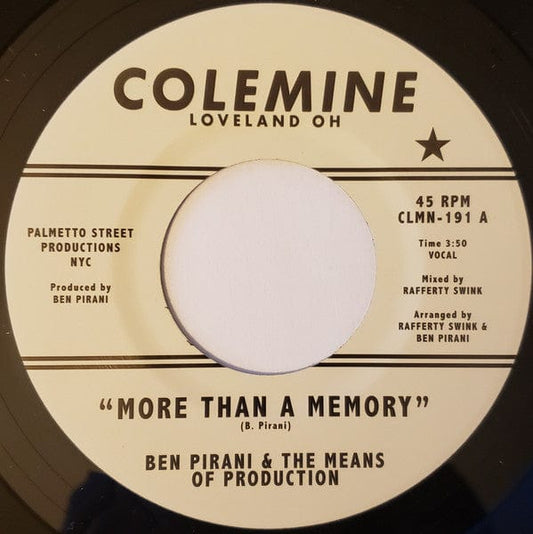 COLEMINE
LOVELAND OH
PALMETTO STREET
PRODUCTIONS
NYC
Produced by
BEN PIRANI
45 RPM
CLMN-191 A
Time 3:50
VOCAL
Mixed by
RAFFERTY SWINK
Arranged by
RAFFERTY SWINK &
BEN PIRANI
"MORE THAN A MEMORY"
(B. Pirani)
BEN PIRANI & THE MEANS
OF PRODUCTION